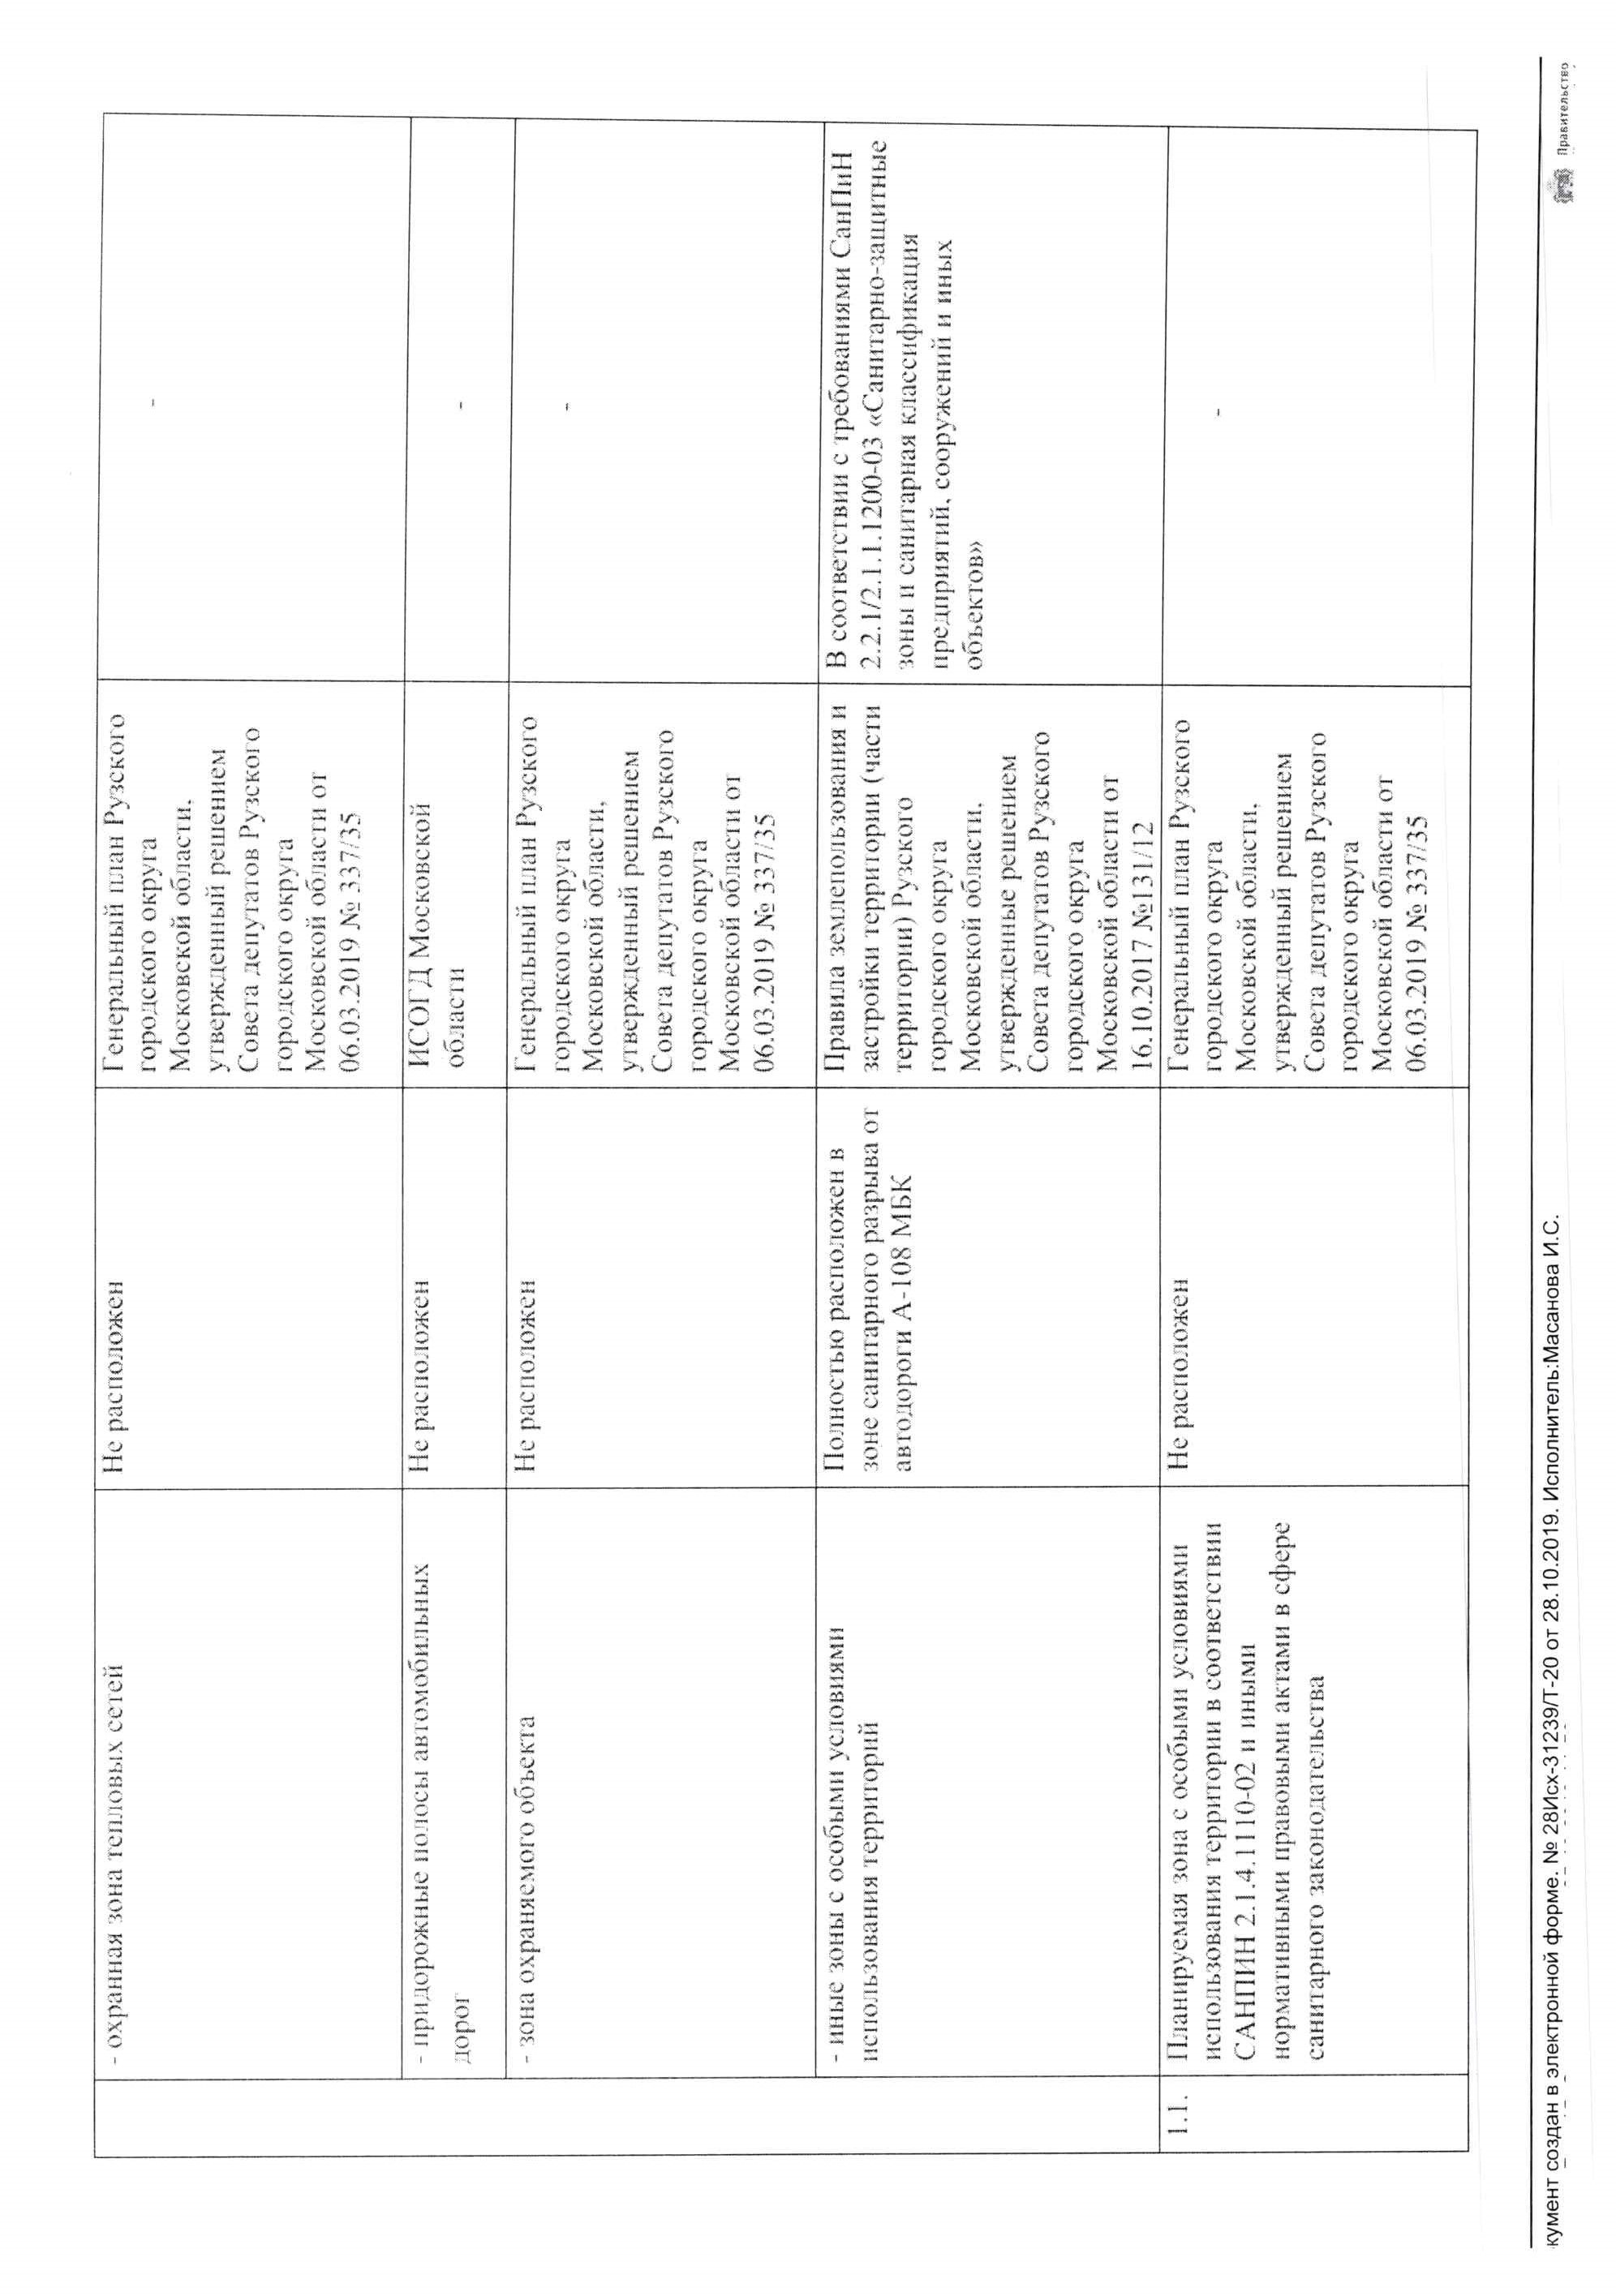 - охранная зона тепловых сетей
Не расположен
Генеральный план Рузского
городского округа
Московской области,
утвержденный решением
Совета депутатов Рузского
городского округа
Московской области от
06.03.2019 № 337/35
-
- придорожные полосы автомобильных
дорог
Не расположен
ИСОГД Московской
области
-
- зона охраняемого объекта
Не расположен
Генеральный план Рузского
городского округа
Московской области,
утвержденный решением
Совета депутатов Рузского
городского округа
Московской области от
06.03.2019 № 337/35
-
- иные зоны с особыми условиями
использования территорий
Полностью расположен в
зоне санитарного разрыва от
автодороги А-108 МБК
Правила землепользования и
застройки территории (части
территории) Рузского
городского округа
Московской области,
утвержденные решением
Совета депутатов Рузского
городского округа
Московской области от
16.10.2017 №131/12
В соответствии с требованиями СанПиН
2.2.1/2.1.1.1200-03 «Санитарно-защитные
зоны и санитарная классификация
предприятий, сооружений и иных
объектов»
1.1.
Планируемая зона с особыми условиями
использования территории в соответствии
САНПИН 2.1.4.1110-02 и иными
нормативными правовыми актами в сфере
санитарного законодательства
Не расположен
Генеральный план Рузского
городского округа
Московской области,
утвержденный решением
Совета депутатов Рузского
городского округа
Московской области от
06.03.2019 № 337/35
-
кумент создан в электронной форме. № 28Исх-31239/Т-20 от 28.10.2019. Исполнитель:Масанова И.С.
Правительство